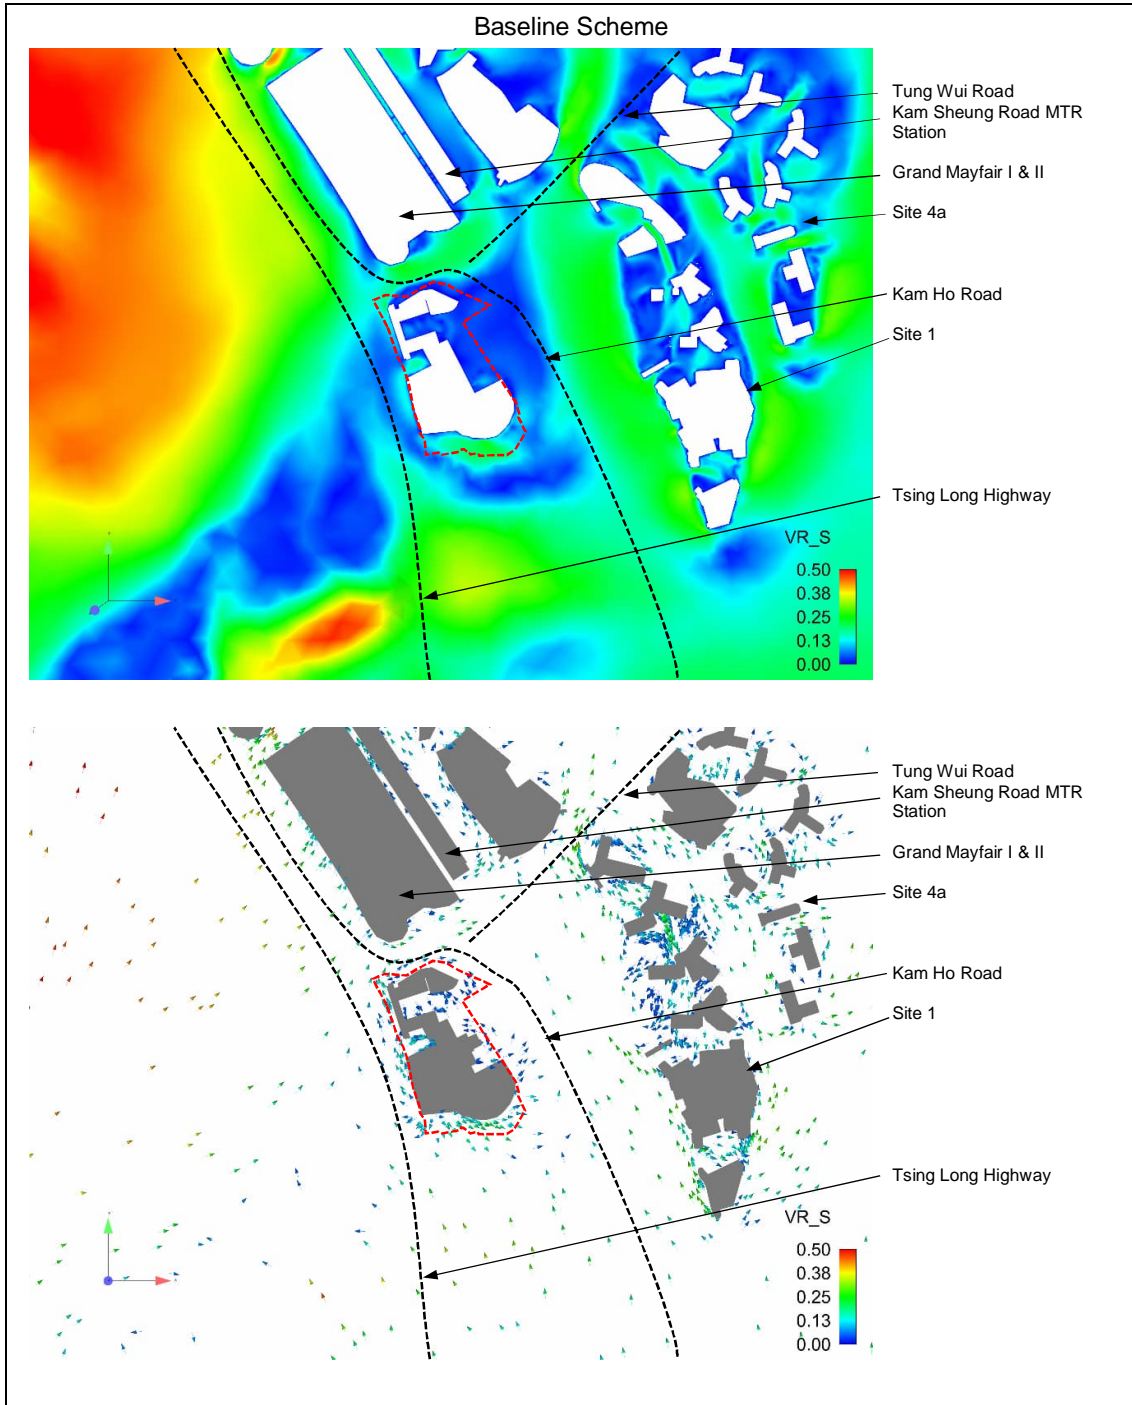 Baseline Scheme
Tung Wui Road
Kam Sheung Road MTR
Station
Grand Mayfair I & II
Site 4a
Kam Ho Road
Site 1
Tsing Long Highway
VR_S
0.50
0.38
0.25
0.13
0.00
Tung Wui Road
Kam Sheung Road MTR
Station
Grand Mayfair I & II
Site 4a
Kam Ho Road
Site 1
Tsing Long Highway
VR_S
0.50
0.38
0.25
0.13
0.00